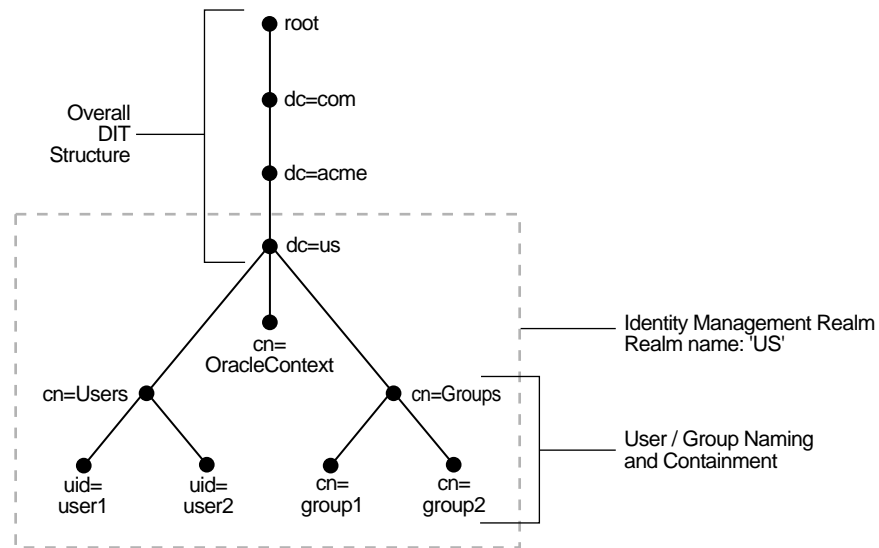 root
dc=com
Overall
DIT
Structure
dc=acme
dc=us
Identity Management Realm
Realm name: 'US'
cn=
OracleContext
cn=Users
cn=Groups
User / Group Naming
and Containment
uid=
user1
uid=
user2
cn=
group1
cn=
group2